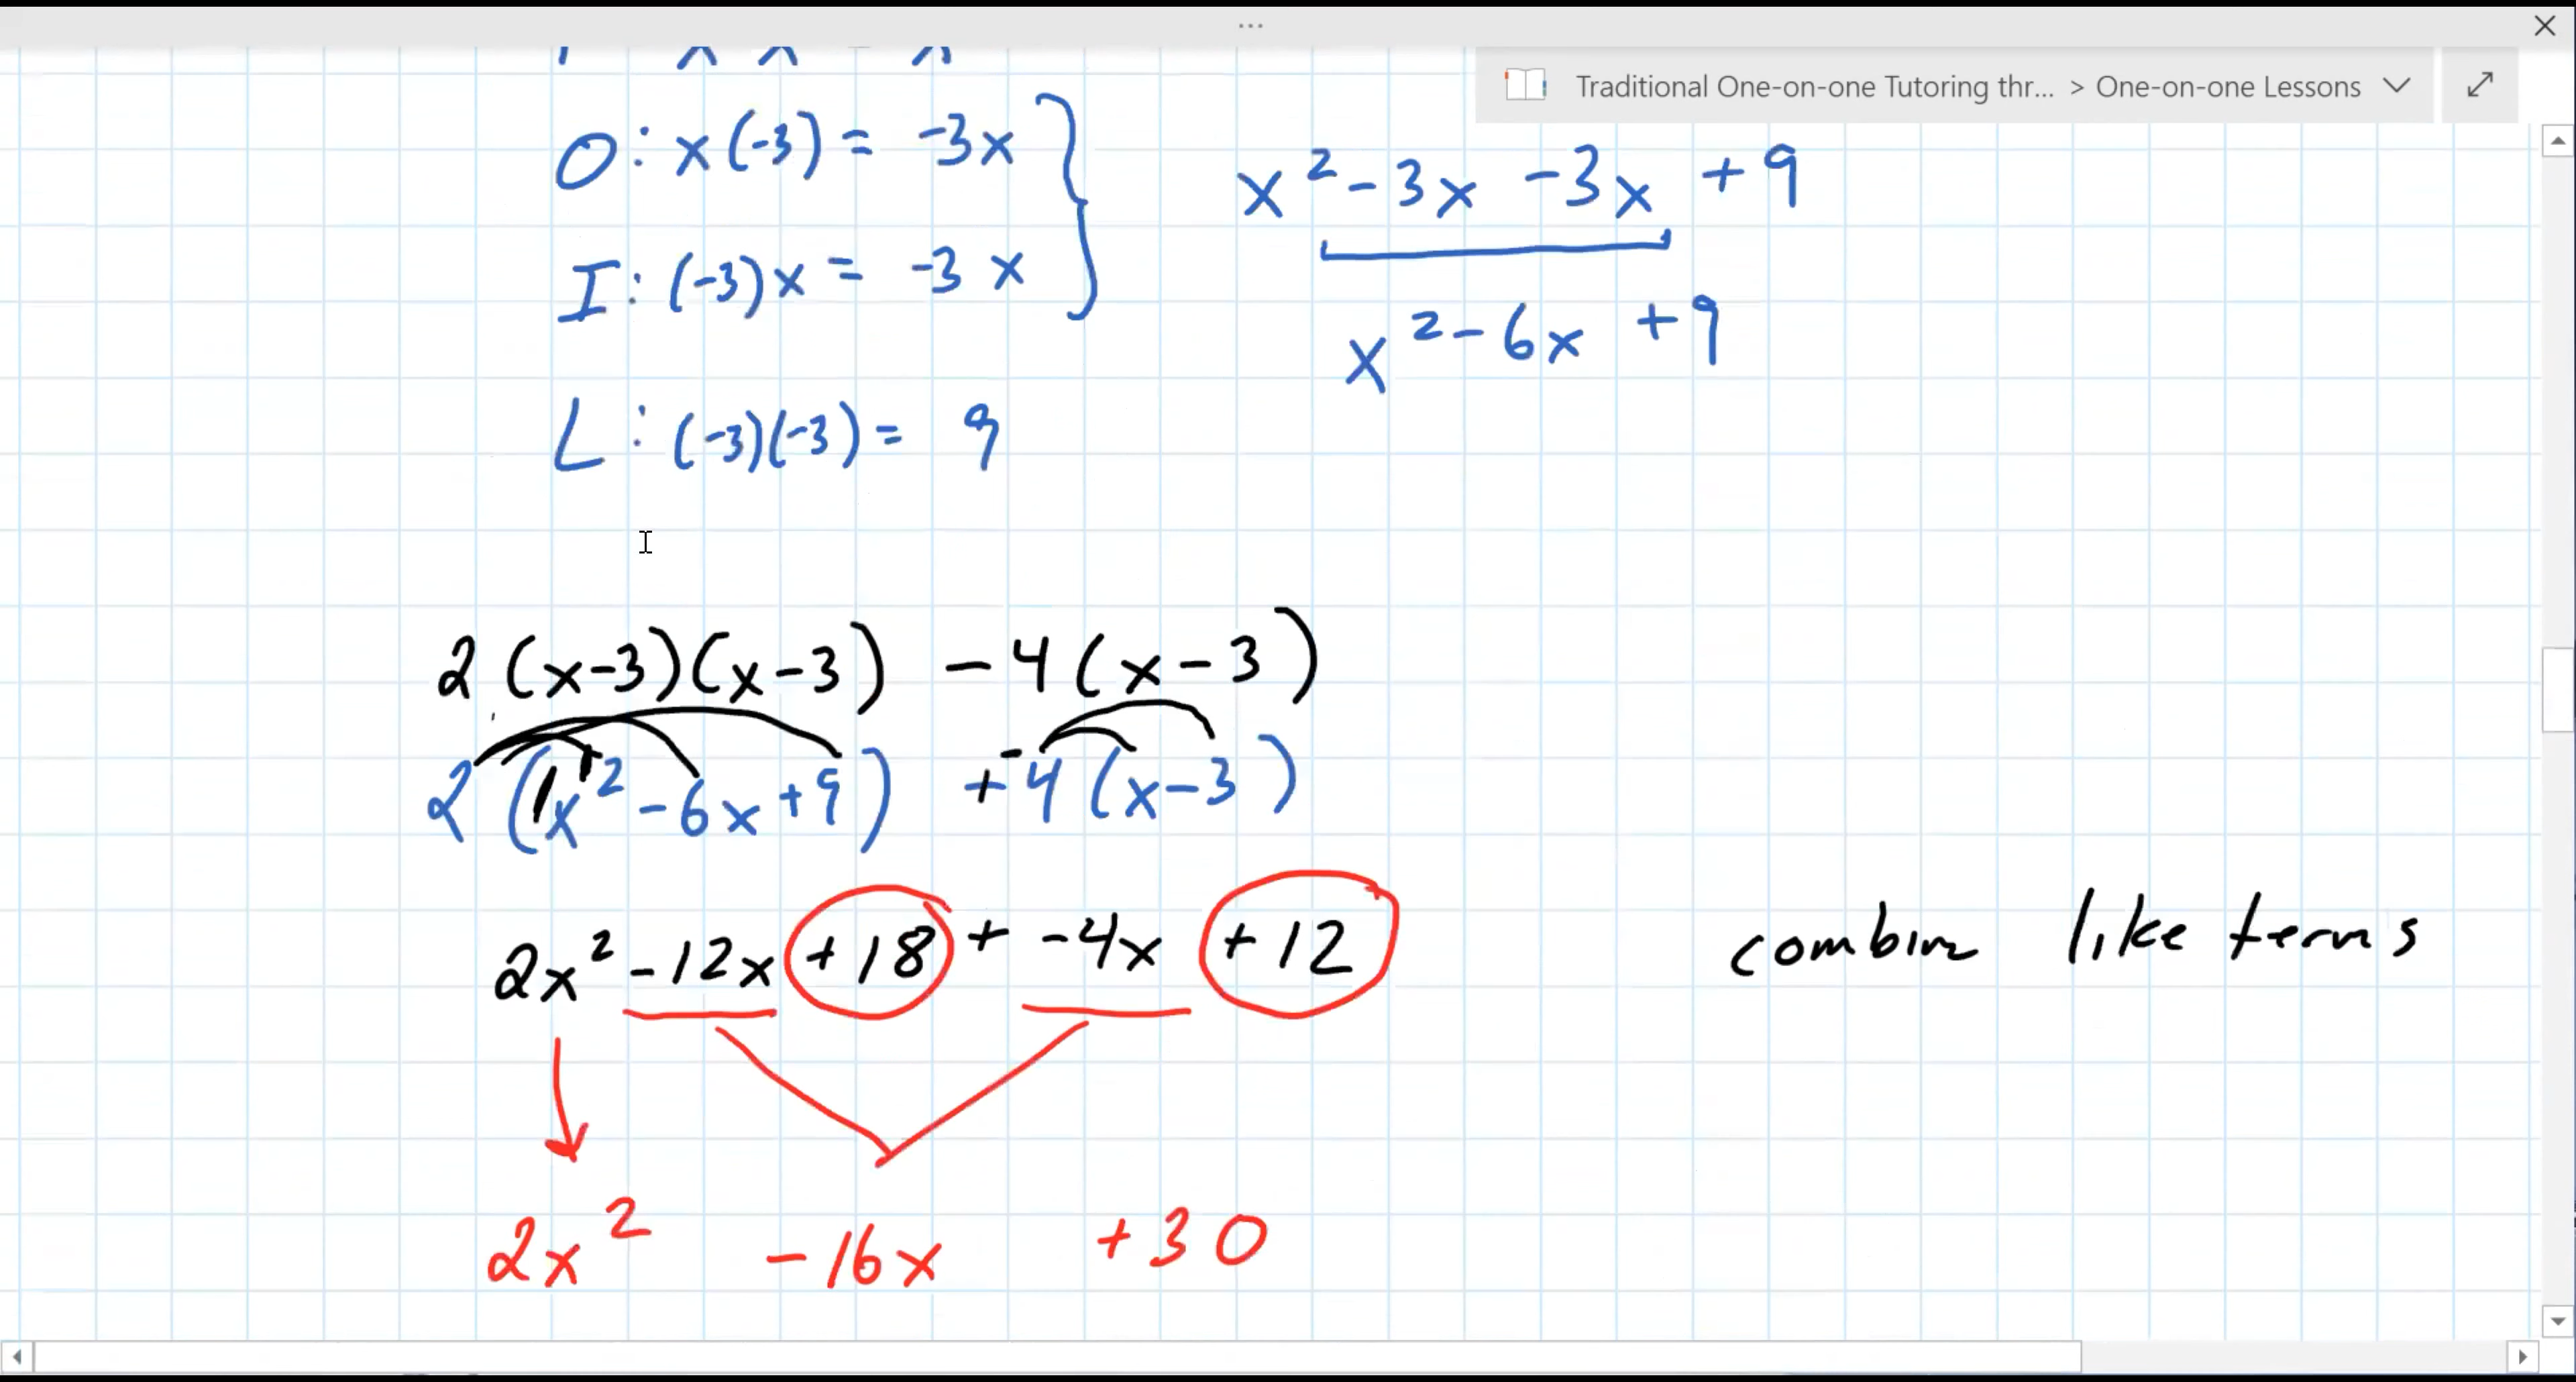 ...
Traditional One-on-one Tutoring thr... > One-on-one Lessons
O: x(-3) = -3x
I: (-3)x = -3x
L: (-3)(-3) = 9
x² - 3x - 3x + 9
x² - 6x + 9
2(x-3)(x-3) - 4(x-3)
2(1x² - 6x + 9) + -4(x-3)
2x² - 12x + 18 + -4x + 12
combine like terms
2x² - 16x + 30